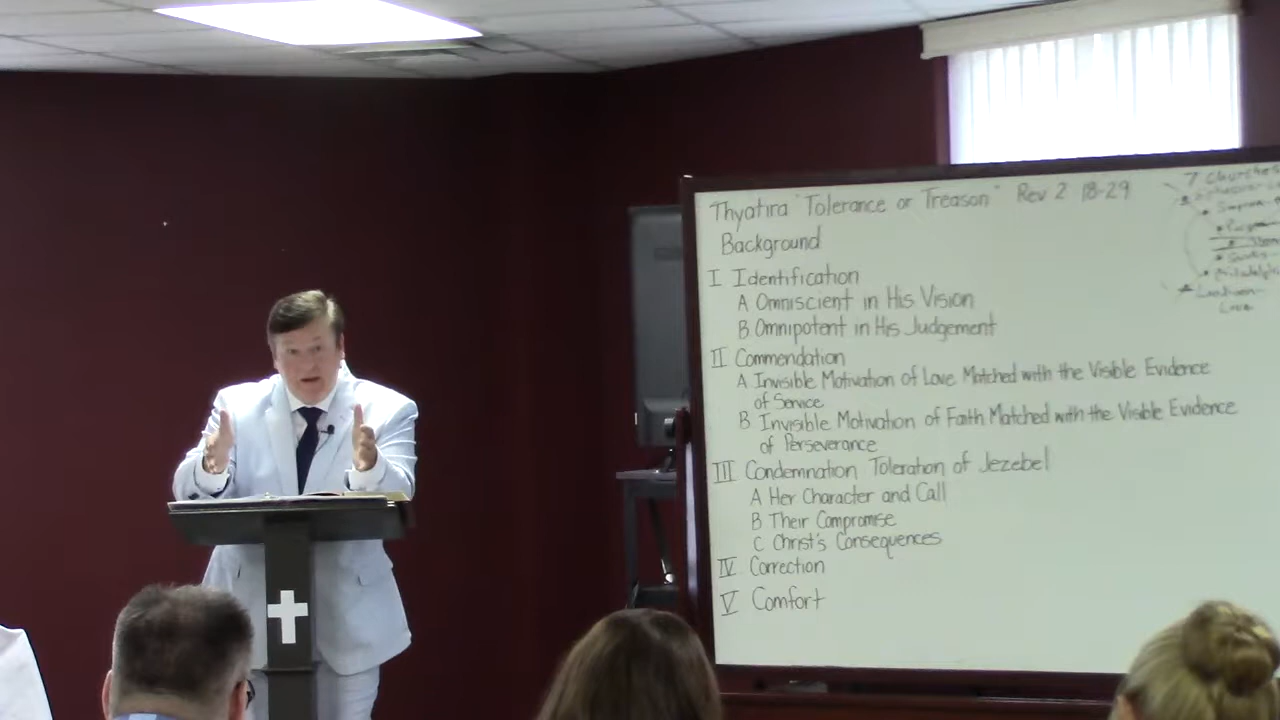 Thyatira "Tolerance or Treason" Rev 2 18-29
Background
I Identification
A Omniscient in His Vision
B Omnipotent in His Judgement
II Commendation
A Invisible Motivation of Love Matched with the Visible Evidence
of Service
B Invisible Motivation of Faith Matched with the Visible Evidence
of Perseverance
III Condemnation Toleration of Jezebel
A Her Character and Call
B Their Compromise
C Christ's Consequences
IV Correction
V Comfort
7 Churches